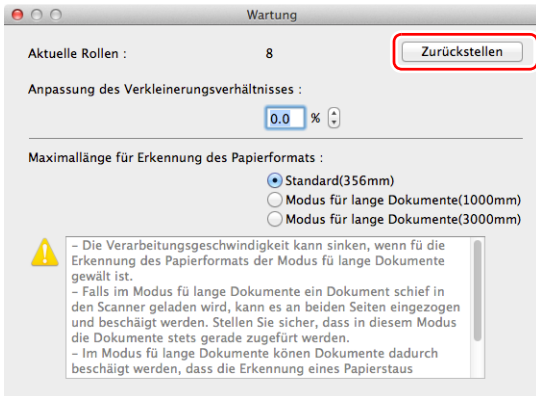 Wartung
Aktuelle Rollen : 8 Zurückstellen
Anpassung des Verkleinerungsverhältnisses :
0.0 %
Maximallänge für Erkennung des Papierformats :
Standard(356mm)
Modus für lange Dokumente(1000mm)
Modus für lange Dokumente(3000mm)
– Die Verarbeitungsgeschwindigkeit kann sinken, wenn fü die
Erkennung des Papierformats der Modus fü lange Dokumente
gewält ist.
– Falls im Modus fü lange Dokumente ein Dokument schief in
den Scanner geladen wird, kann es an beiden Seiten eingezogen
und beschäigt werden. Stellen Sie sicher, dass in diesem Modus
die Dokumente stets gerade zugefürt werden.
– Im Modus fü lange Dokumente könen Dokumente dadurch
beschäigt werden, dass die Erkennung eines Papierstaus